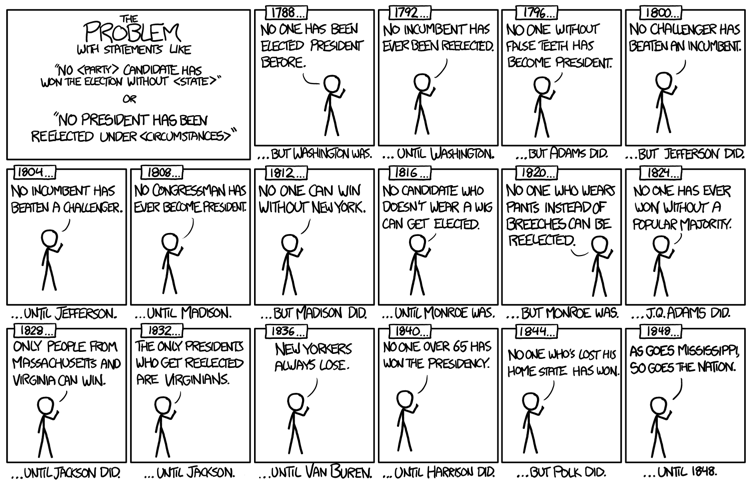 THE
PROBLEM
WITH STATEMENTS LIKE
"NO <PARTY> CANDIDATE HAS
WON THE ELECTION WITHOUT <STATE>"
OR
"NO PRESIDENT HAS BEEN
REELECTED UNDER <CIRCUMSTANCES>"
1788...
NO ONE HAS BEEN
ELECTED PRESIDENT
BEFORE.
...BUT WASHINGTON WAS.
1792...
NO INCUMBENT HAS
EVER BEEN REELECTED.
...UNTIL WASHINGTON.
1796...
NO ONE WITHOUT
FALSE TEETH HAS
BECOME PRESIDENT.
...BUT ADAMS DID.
1800...
NO CHALLENGER HAS
BEATEN AN INCUMBENT.
...BUT JEFFERSON DID.
1804...
NO INCUMBENT HAS
BEATEN A CHALLENGER.
...UNTIL JEFFERSON.
1808...
NO CONGRESSMAN HAS
EVER BECOME PRESIDENT.
...UNTIL MADISON.
1812...
NO ONE CAN WIN
WITHOUT NEW YORK.
...BUT MADISON DID.
1816...
NO CANDIDATE WHO
DOESN'T WEAR A WIG
CAN GET ELECTED.
...UNTIL MONROE WAS.
1820...
NO ONE WHO WEARS
PANTS INSTEAD OF
BREECHES CAN BE
REELECTED.
...BUT MONROE WAS.
1824...
NO ONE HAS EVER
WON WITHOUT A
POPULAR MAJORITY.
...J.Q. ADAMS DID.
1828...
ONLY PEOPLE FROM
MASSACHUSETTS AND
VIRGINIA CAN WIN.
...UNTIL JACKSON DID.
1832...
THE ONLY PRESIDENTS
WHO GET REELECTED
ARE VIRGINIANS.
...UNTIL JACKSON.
1836...
NEW YORKERS
ALWAYS LOSE.
...UNTIL VAN BUREN.
1840...
NO ONE OVER 65 HAS
WON THE PRESIDENCY.
...UNTIL HARRISON DID.
1844...
NO ONE WHO'S LOST HIS
HOME STATE HAS WON.
...BUT POLK DID.
1848...
AS GOES MISSISSIPPI,
SO GOES THE NATION.
...UNTIL 1848.